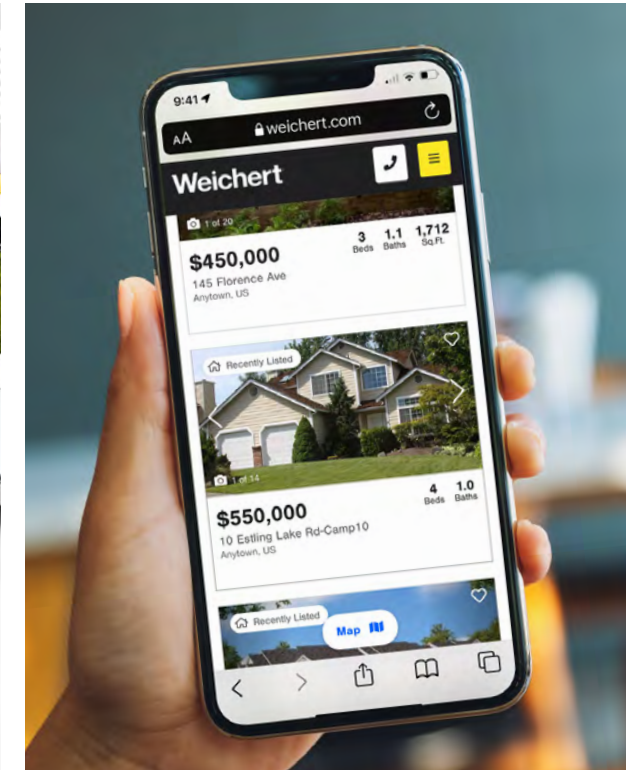 9:41
AA weichert.com
Weichert
1 of 20
$450,000
3 1.1 1,712
Beds Baths Sq.Ft.
145 Florence Ave
Anytown, US
Recently Listed
1 of 14
$550,000
4 1.0
Beds Baths
10 Estling Lake Rd-Camp10
Anytown, US
Recently Listed
Map